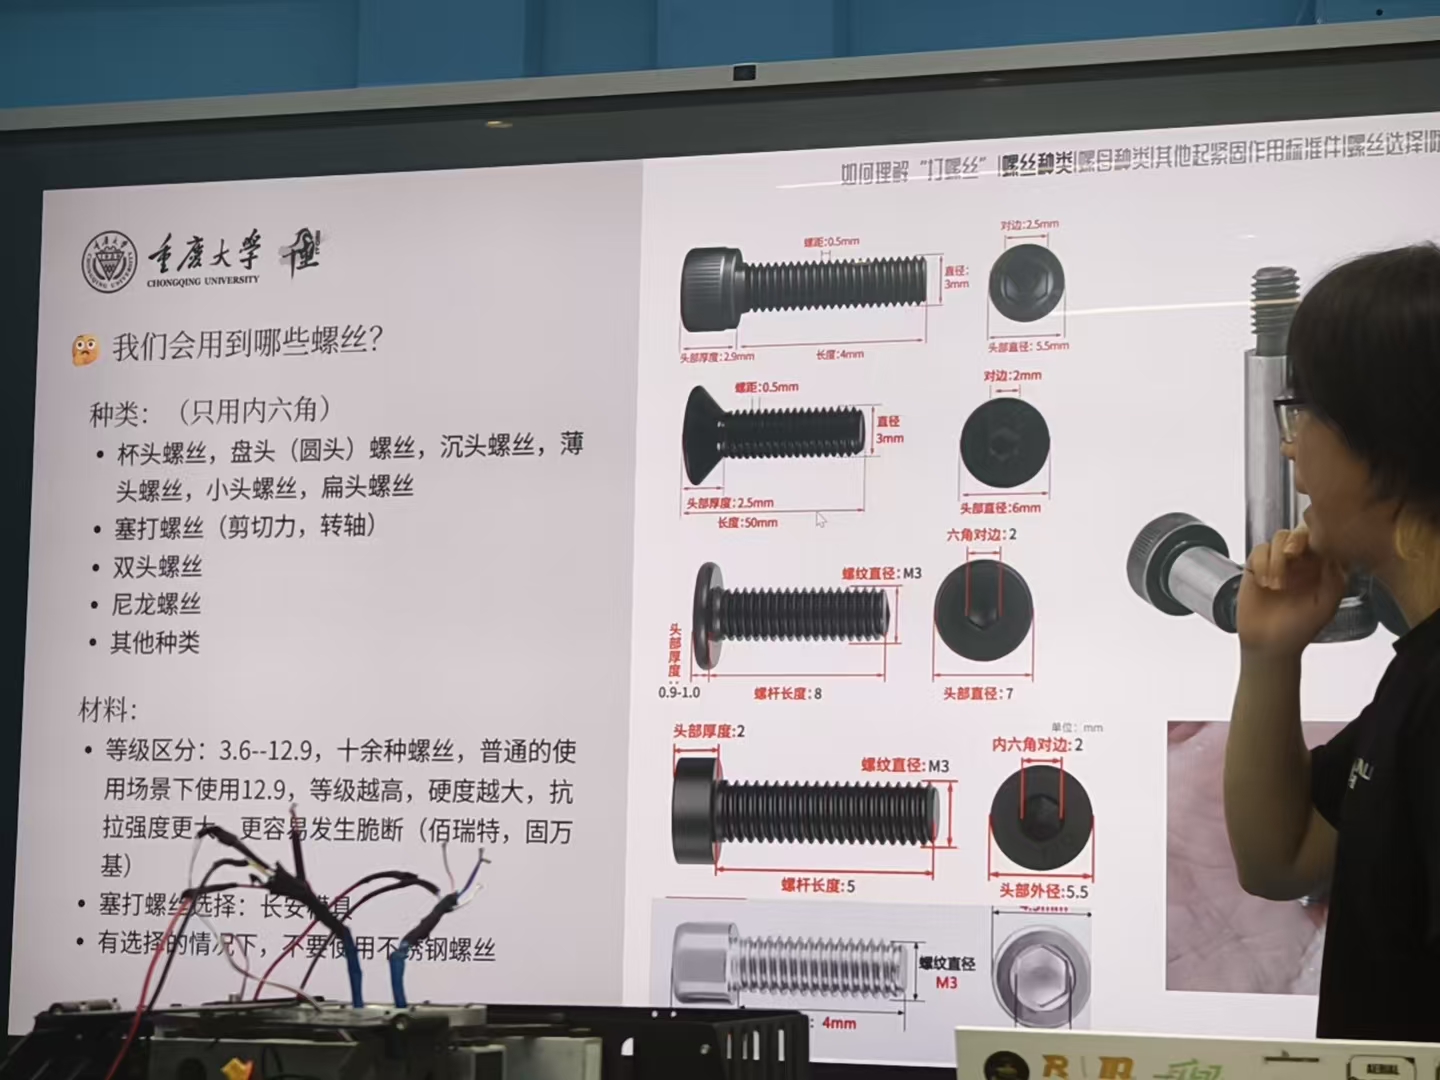 如何理解“打螺丝”|螺丝种类|螺母种类|其他起紧固作用标准件|螺丝选择|
重庆大学
CHONGQING UNIVERSITY
我们会用到哪些螺丝？
种类：（只用内六角）
• 杯头螺丝，盘头（圆头）螺丝，沉头螺丝，薄
头螺丝，小头螺丝，扁头螺丝
• 塞打螺丝（剪切力，转轴）
• 双头螺丝
• 尼龙螺丝
• 其他种类
材料：
• 等级区分：3.6--12.9，十余种螺丝，普通的使
用场景下使用12.9，等级越高，硬度越大，抗
拉强度更大，更容易发生脆断（佰瑞特，固万
基）
• 塞打螺丝选择：长安模具
• 有选择的情况下，不要使用不锈钢螺丝
螺距:0.5mm
直径:
3mm
头部厚度:2.9mm
长度:4mm
对边:2.5mm
头部直径:5.5mm
螺距:0.5mm
直径
3mm
头部厚度:2.5mm
长度:50mm
对边:2mm
头部直径:6mm
螺纹直径:M3
头部厚度:
0.9-1.0
螺杆长度:8
六角对边:2
头部直径:7
头部厚度:2
螺纹直径:M3
螺杆长度:5
单位: mm
内六角对边:2
头部外径:5.5
螺纹直径
M3
: 4mm
AERIAL